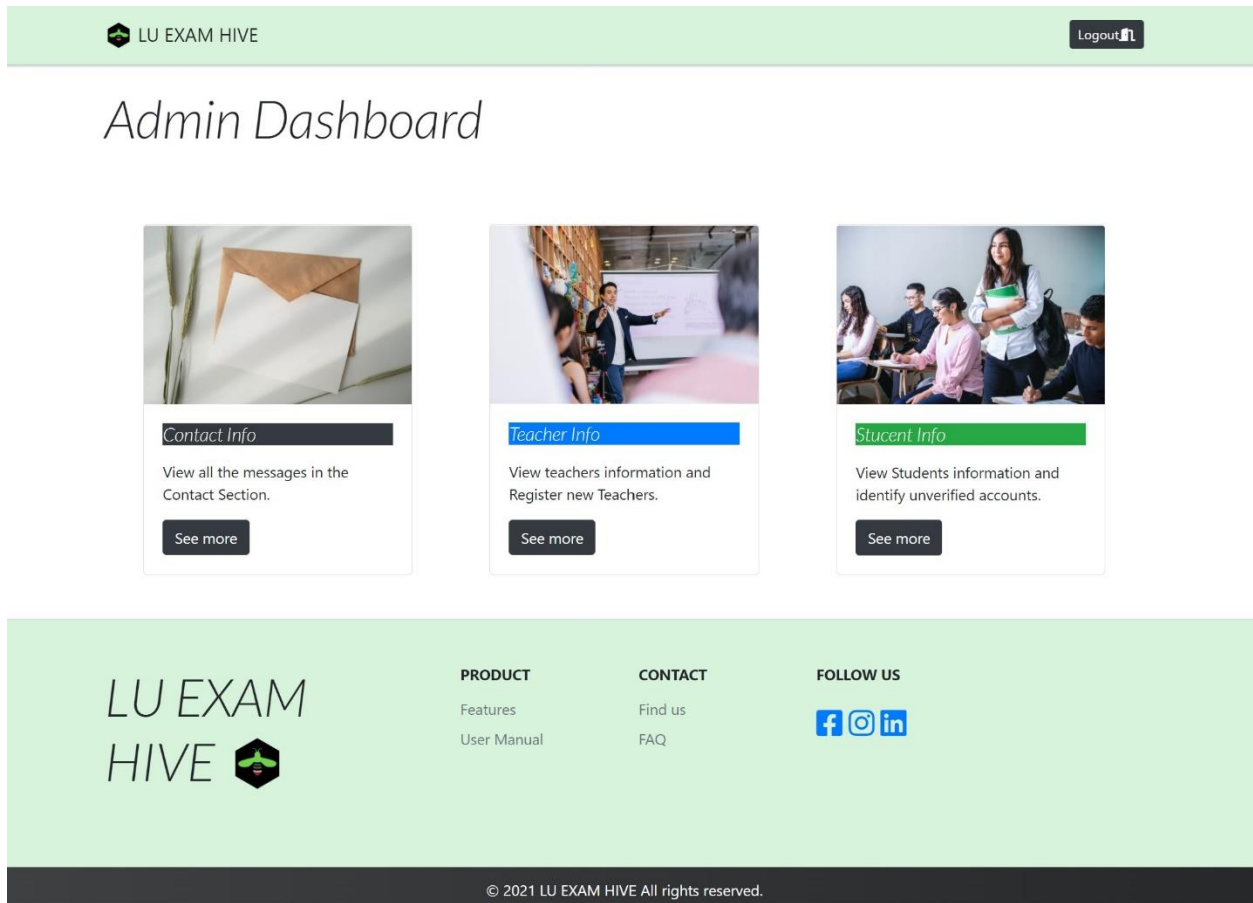 LU EXAM HIVE
Logout
Admin Dashboard
Contact Info
View all the messages in the
Contact Section.
See more
Teacher Info
View teachers information and
Register new Teachers.
See more
Stucent Info
View Students information and
identify unverified accounts.
See more
LU EXAM
HIVE
PRODUCT
Features
User Manual
CONTACT
Find us
FAQ
FOLLOW US
© 2021 LU EXAM HIVE All rights reserved.